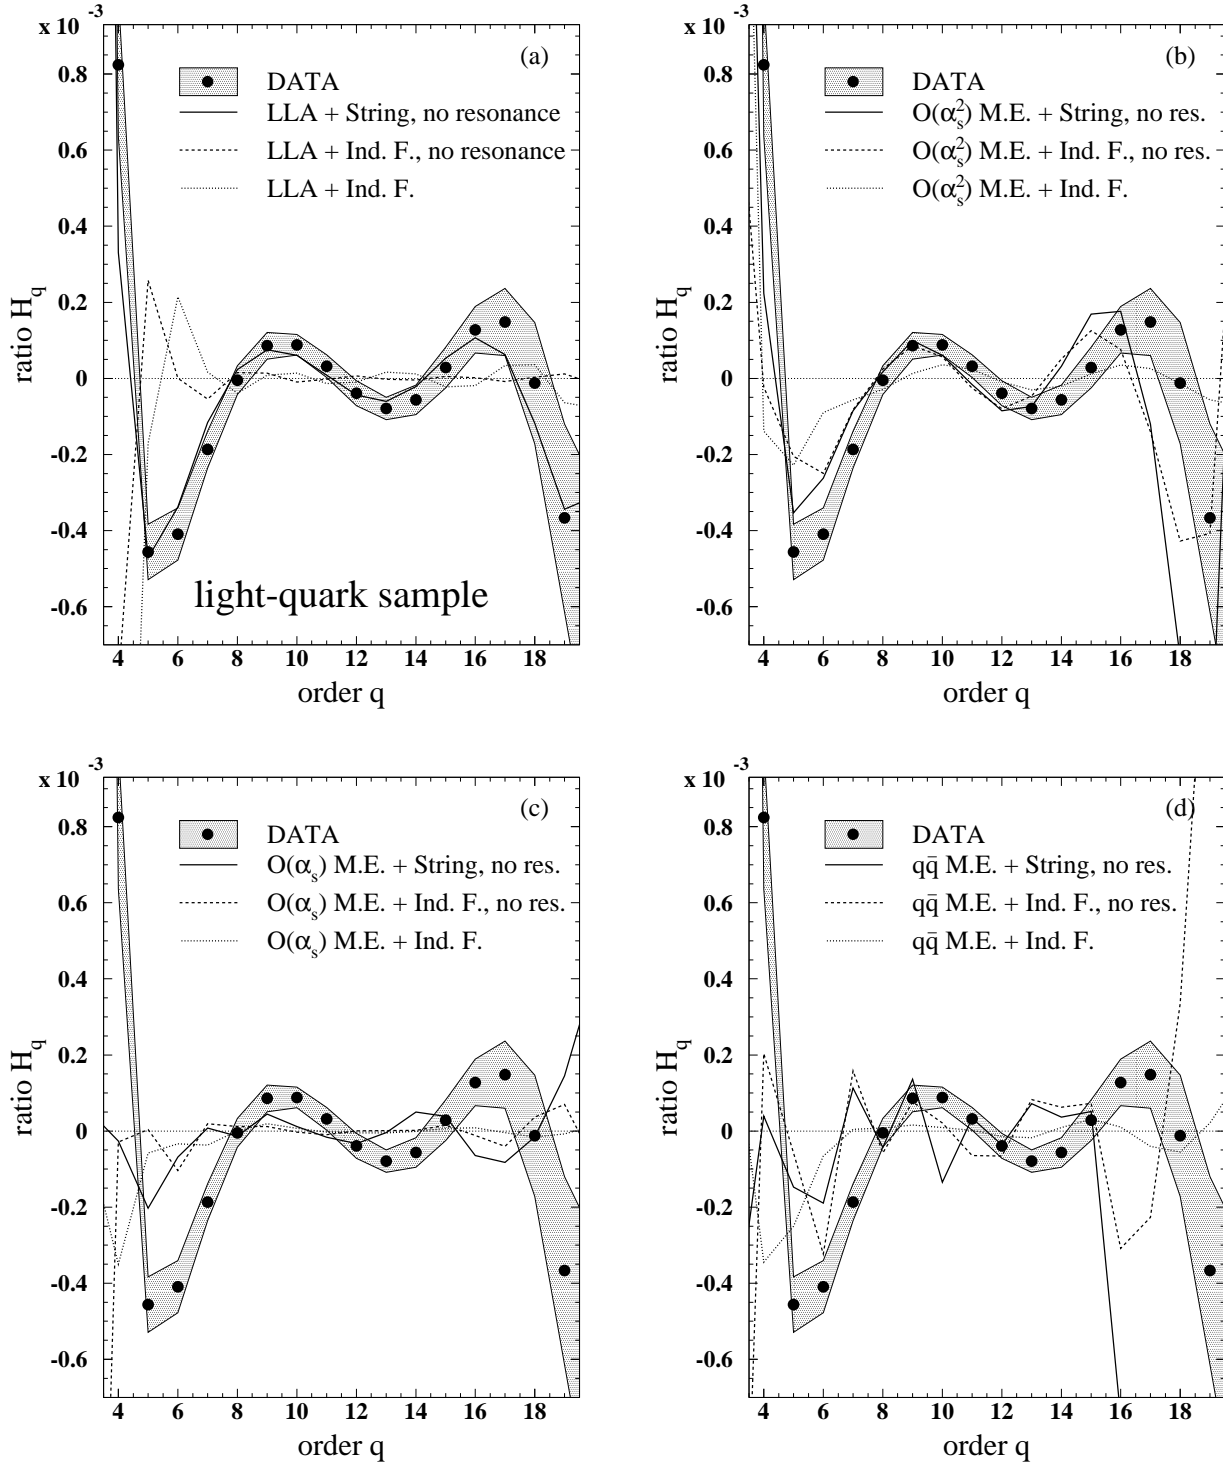 x 10 -3
(a)
DATA
LLA + String, no resonance
LLA + Ind. F., no resonance
LLA + Ind. F.
0.8
0.6
0.4
0.2
0
-0.2
-0.4
-0.6
ratio H_q
light-quark sample
4 6 8 10 12 14 16 18
order q
x 10 -3
(b)
DATA
O(α_s^2) M.E. + String, no res.
O(α_s^2) M.E. + Ind. F., no res.
O(α_s^2) M.E. + Ind. F.
0.8
0.6
0.4
0.2
0
-0.2
-0.4
-0.6
ratio H_q
4 6 8 10 12 14 16 18
order q
x 10 -3
(c)
DATA
O(α_s) M.E. + String, no res.
O(α_s) M.E. + Ind. F., no res.
O(α_s) M.E. + Ind. F.
0.8
0.6
0.4
0.2
0
-0.2
-0.4
-0.6
ratio H_q
4 6 8 10 12 14 16 18
order q
x 10 -3
(d)
DATA
qq̄ M.E. + String, no res.
qq̄ M.E. + Ind. F., no res.
qq̄ M.E. + Ind. F.
0.8
0.6
0.4
0.2
0
-0.2
-0.4
-0.6
ratio H_q
4 6 8 10 12 14 16 18
order q